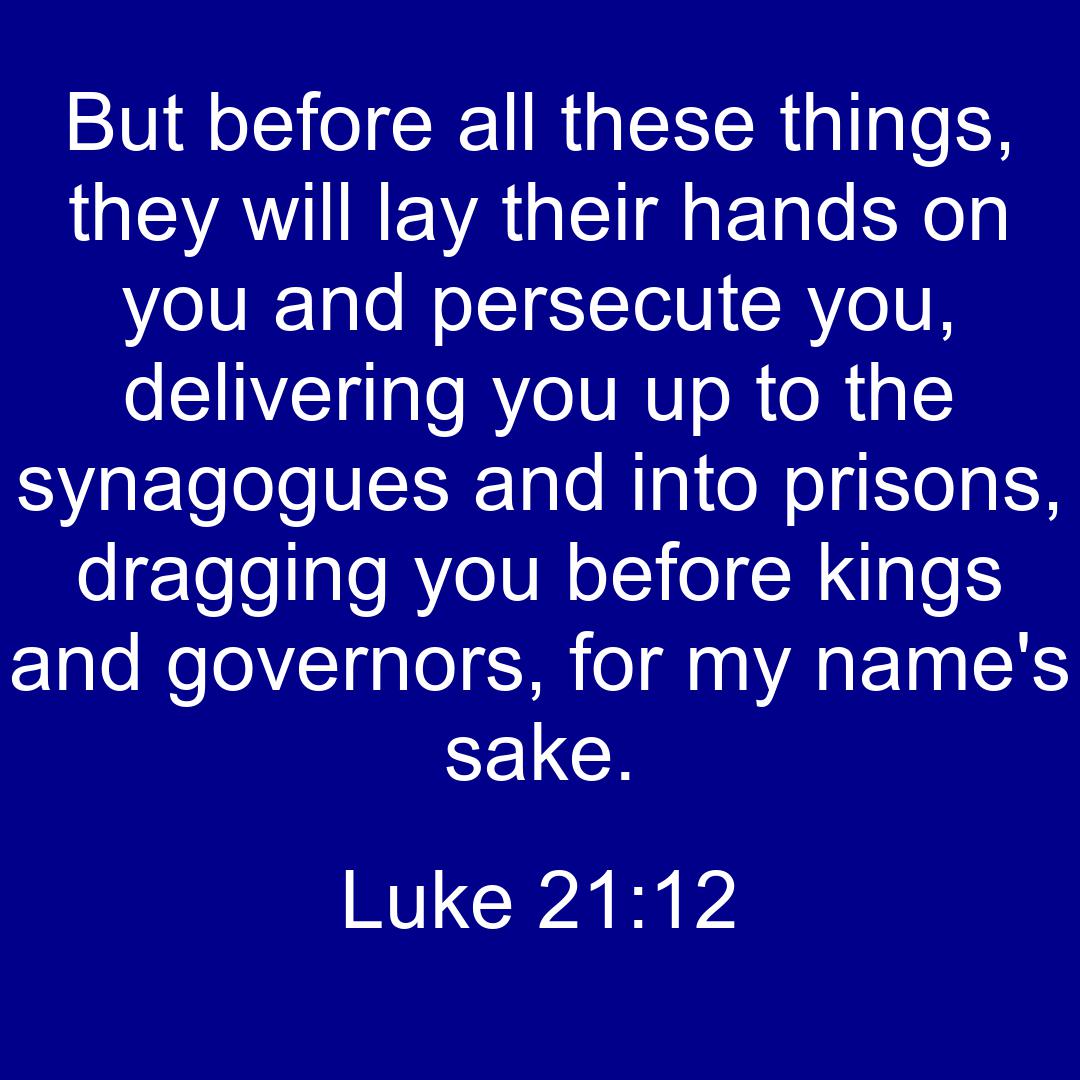 But before all these things,
they will lay their hands on
you and persecute you,
delivering you up to the
synagogues and into prisons,
dragging you before kings
and governors, for my name's
sake.
Luke 21:12